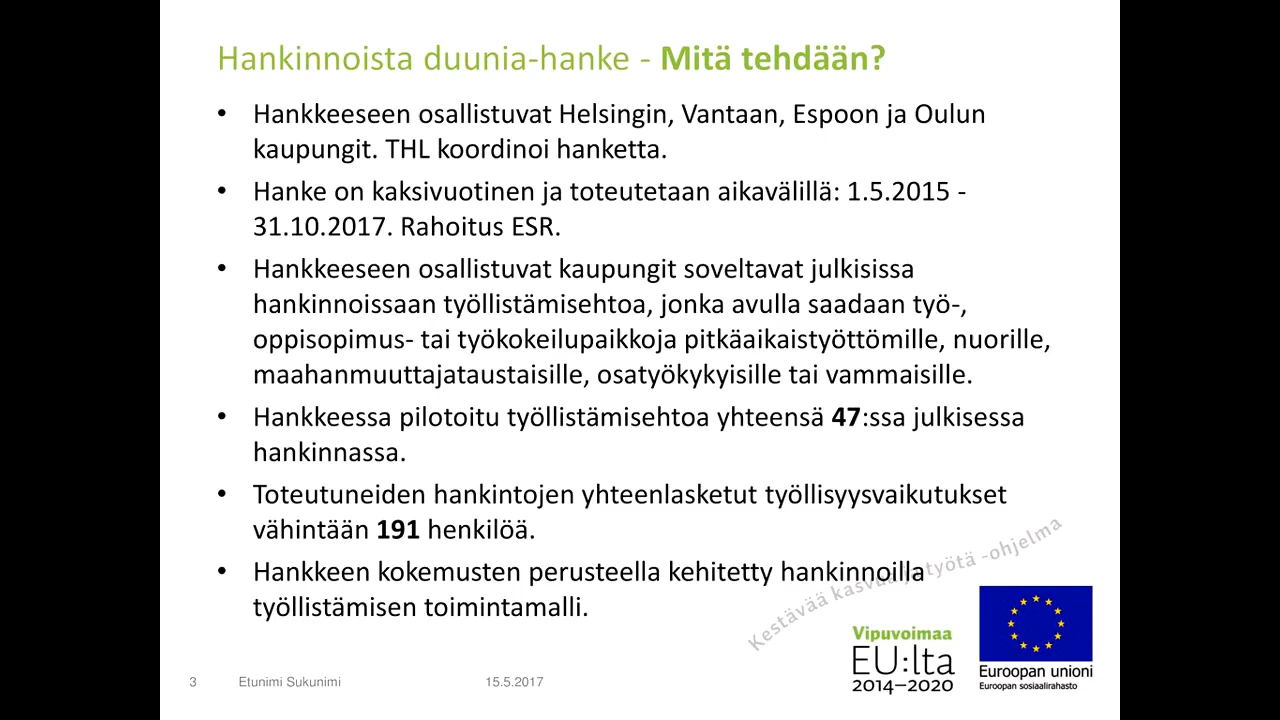 Hankinnoista duunia-hanke - Mitä tehdään?
• Hankkeeseen osallistuvat Helsingin, Vantaan, Espoon ja Oulun
kaupungit. THL koordinoi hanketta.
• Hanke on kaksivuotinen ja toteutetaan aikavälillä: 1.5.2015 -
31.10.2017. Rahoitus ESR.
• Hankkeeseen osallistuvat kaupungit soveltavat julkisissa
hankinnoissaan työllistämisehtoa, jonka avulla saadaan työ-,
oppisopimus- tai työkokeilupaikkoja pitkäaikaistyöttömille, nuorille,
maahanmuuttajataustaisille, osatyökykyisille tai vammaisille.
• Hankkeessa pilotoitu työllistämisehtoa yhteensä 47:ssa julkisessa
hankinnassa.
• Toteutuneiden hankintojen yhteenlasketut työllisyysvaikutukset
vähintään 191 henkilöä.
• Hankkeen kokemusten perusteella kehitetty hankinnoilla
työllistämisen toimintamalli.
Kestävää kasvua ja työtä -ohjelma
Vipuvoimaa
EU:lta
2014–2020
Euroopan unioni
Euroopan sosiaalirahasto
3 Etunimi Sukunimi 15.5.2017